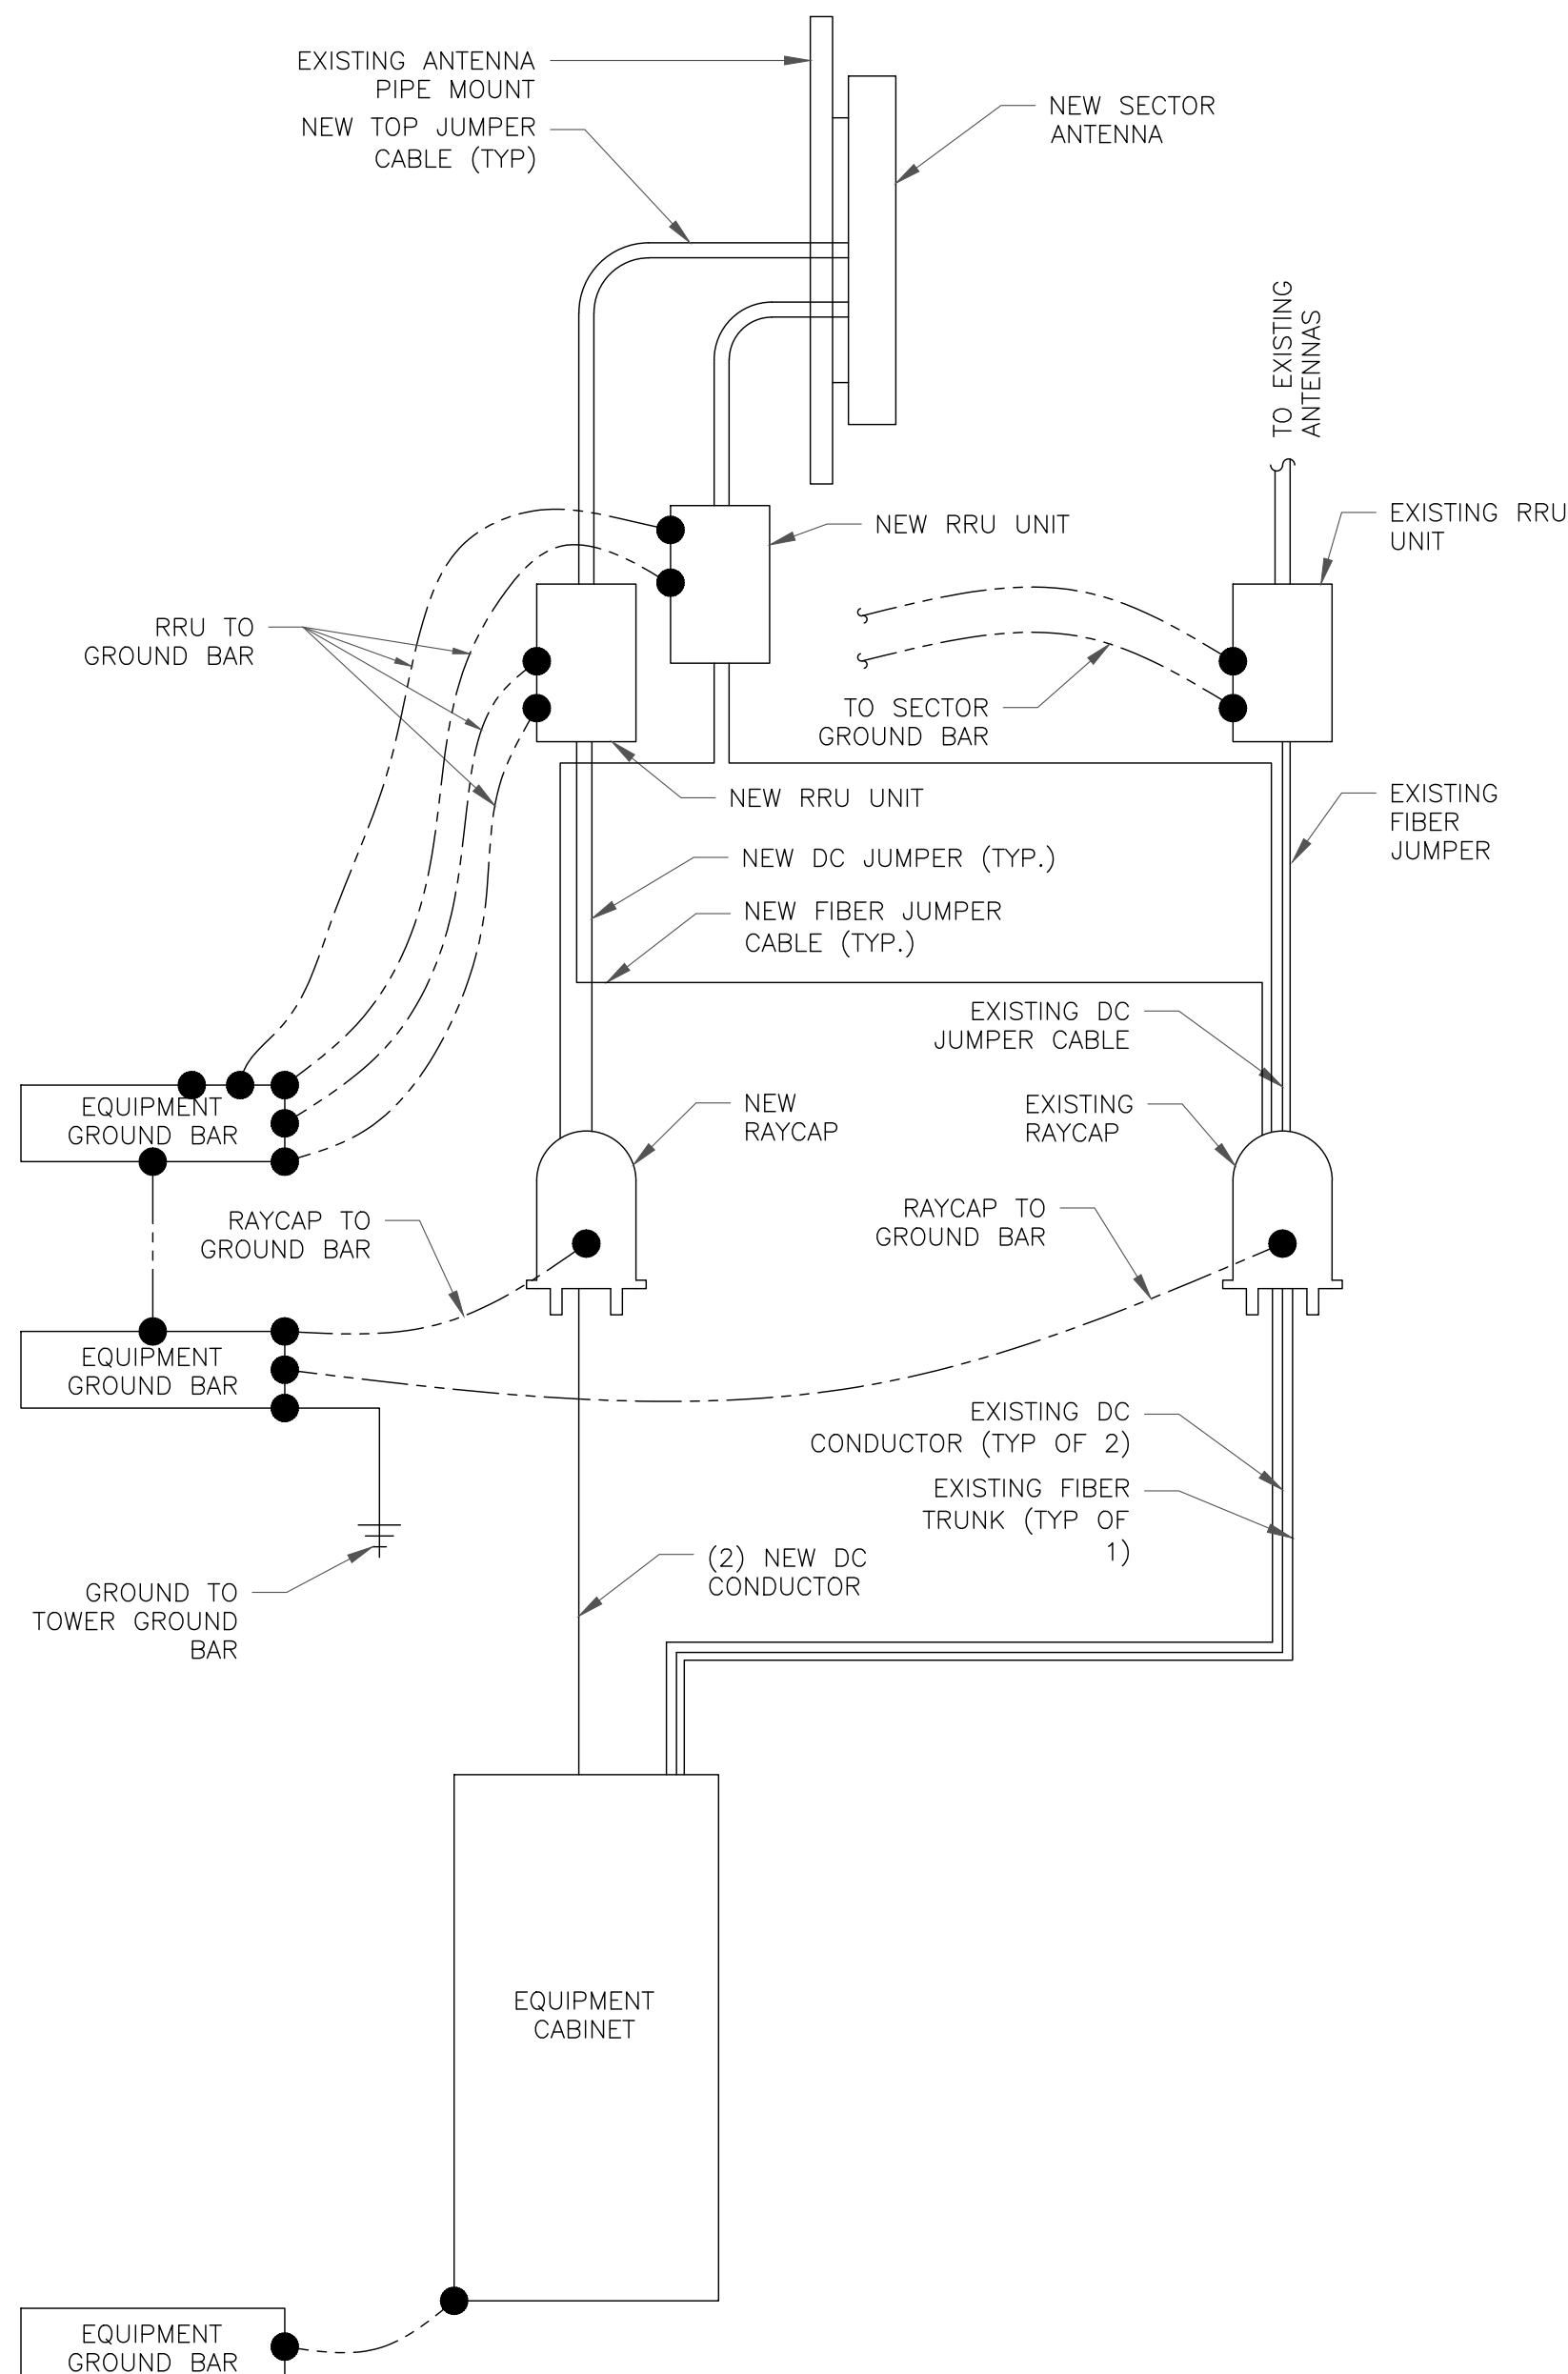 EXISTING ANTENNA
PIPE MOUNT
NEW TOP JUMPER
CABLE (TYP)
NEW SECTOR
ANTENNA
TO EXISTING
ANTENNAS
NEW RRU UNIT
EXISTING RRU
UNIT
RRU TO
GROUND BAR
TO SECTOR
GROUND BAR
NEW RRU UNIT
EXISTING
FIBER
JUMPER
NEW DC JUMPER (TYP.)
NEW FIBER JUMPER
CABLE (TYP.)
EXISTING DC
JUMPER CABLE
EQUIPMENT
GROUND BAR
NEW
RAYCAP
EXISTING
RAYCAP
RAYCAP TO
GROUND BAR
RAYCAP TO
GROUND BAR
EQUIPMENT
GROUND BAR
EXISTING DC
CONDUCTOR (TYP OF 2)
EXISTING FIBER
TRUNK (TYP OF
1)
(2) NEW DC
CONDUCTOR
GROUND TO
TOWER GROUND
BAR
EQUIPMENT
CABINET
EQUIPMENT
GROUND BAR